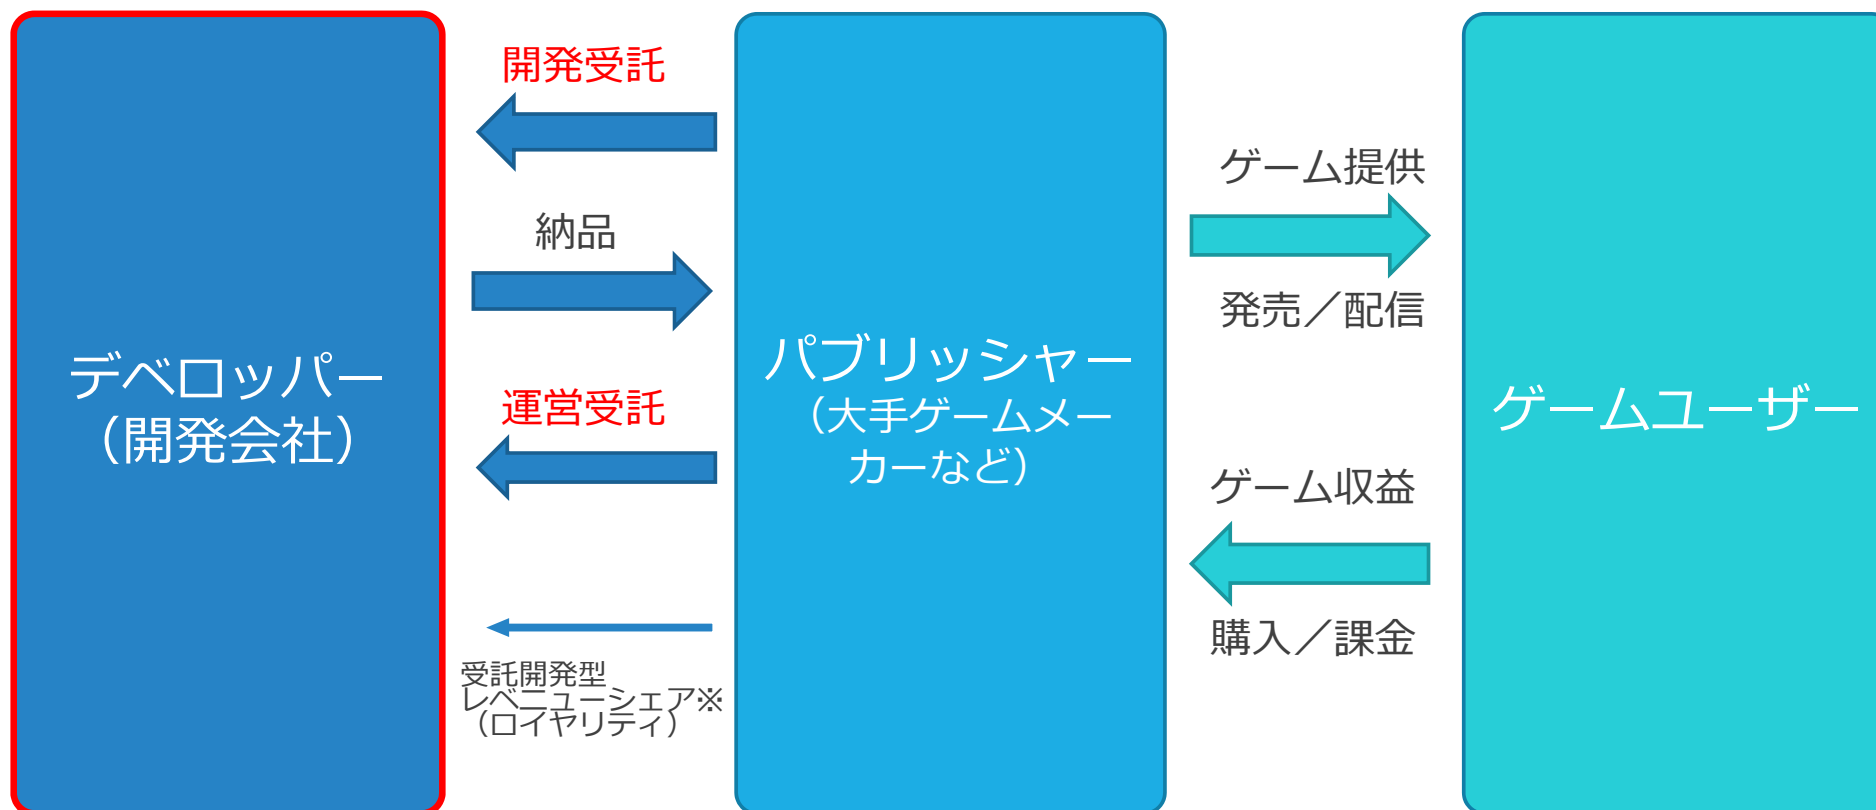 開発受託
納品
デベロッパー
（開発会社）
運営受託
受託開発型
レベニューシェア※
（ロイヤリティ）
パブリッシャー
（大手ゲームメー
カーなど）
ゲーム提供
発売／配信
ゲーム収益
購入／課金
ゲームユーザー